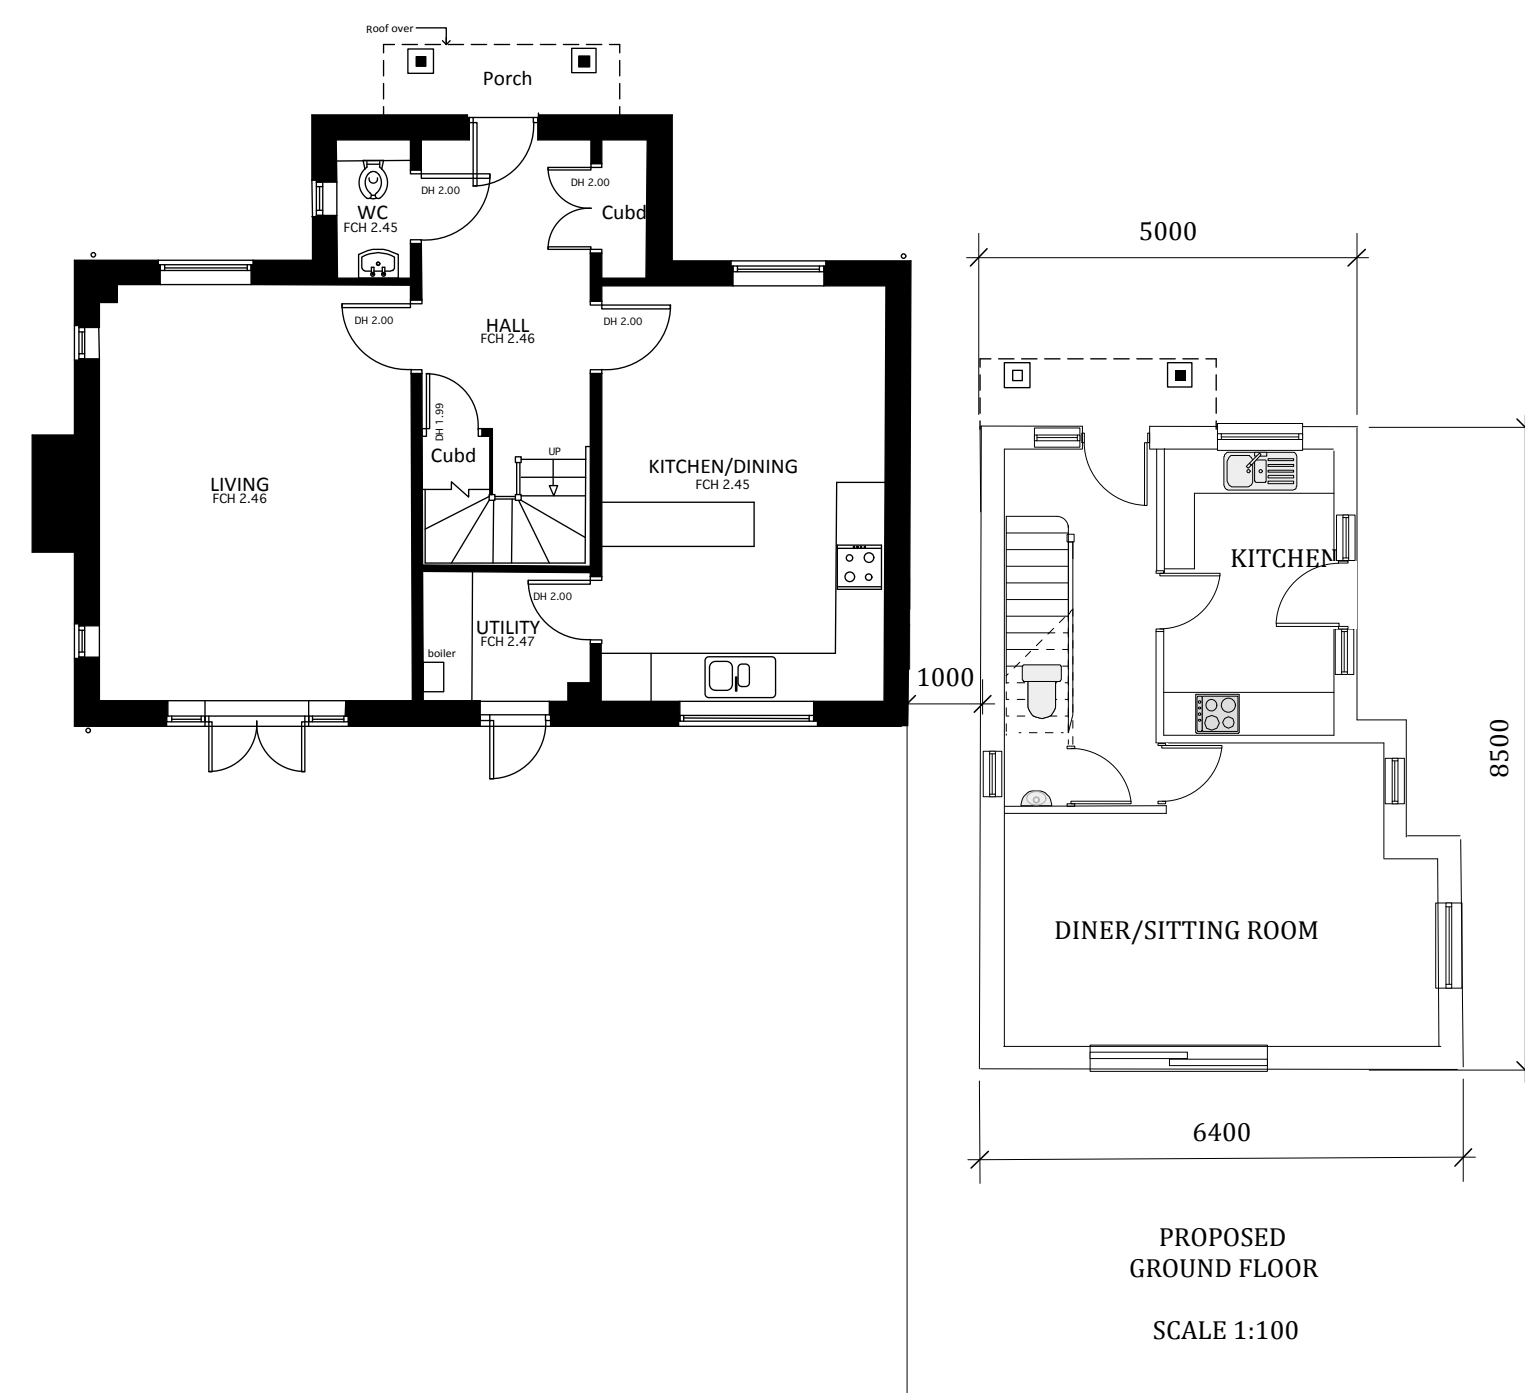 Roof over
Porch
DH 2.00
DH 2.00
WC
FCH 2.45
Cubd
5000
DH 2.00
HALL
FCH 2.46
DH 2.00
DH 1.99
Cubd
UP
LIVING
FCH 2.46
KITCHEN/DINING
FCH 2.45
KITCHEN
DH 2.00
UTILITY
FCH 2.47
boiler
1000
8500
DINER/SITTING ROOM
6400
PROPOSED
GROUND FLOOR
SCALE 1:100